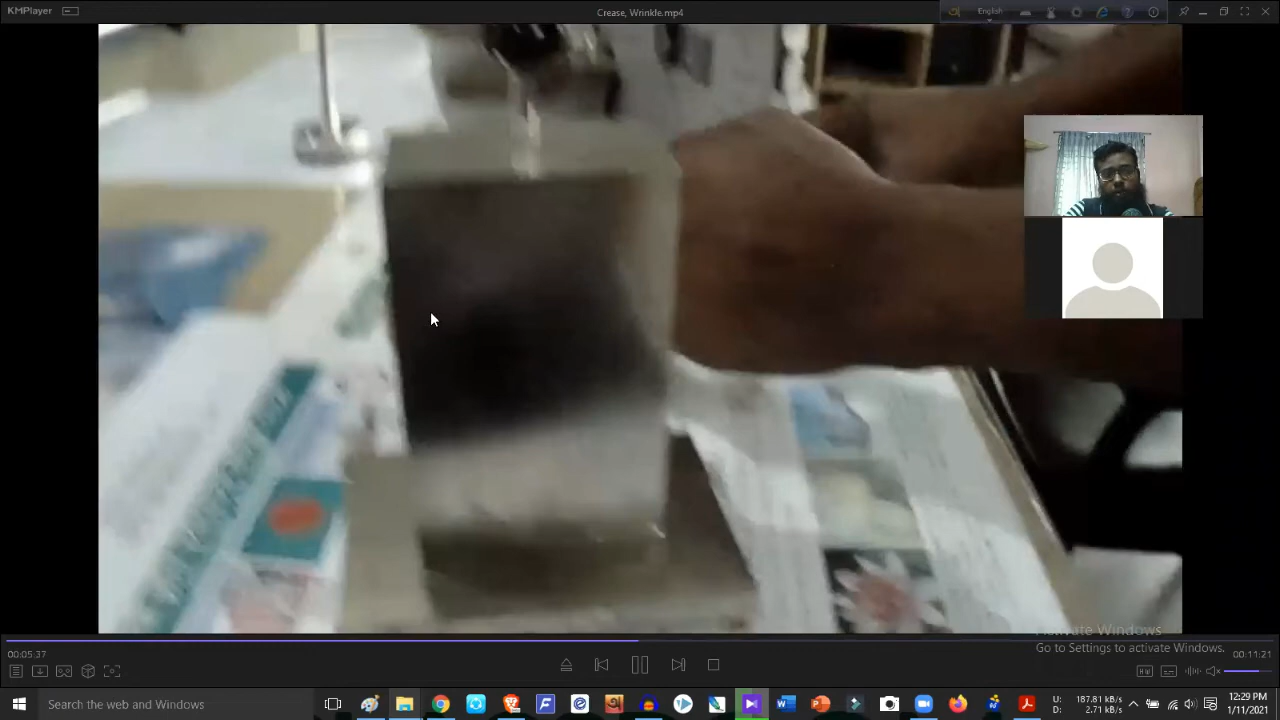 KMPlayer
Crease, Wrinkle.mp4
English
Activate Windows
Go to Settings to activate Windows.
00:05:37
00:11:21
Search the web and Windows
U: 187.81 kB/s
D: 2.71 kB/s
12:29 PM
1/11/2021